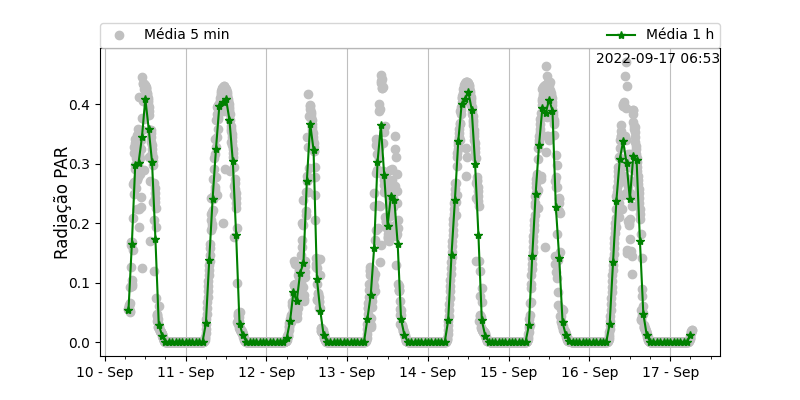 Média 5 min
Média 1 h
2022-09-17 06:53
Radiação PAR
0.4
0.3
0.2
0.1
0.0
10 - Sep
11 - Sep
12 - Sep
13 - Sep
14 - Sep
15 - Sep
16 - Sep
17 - Sep